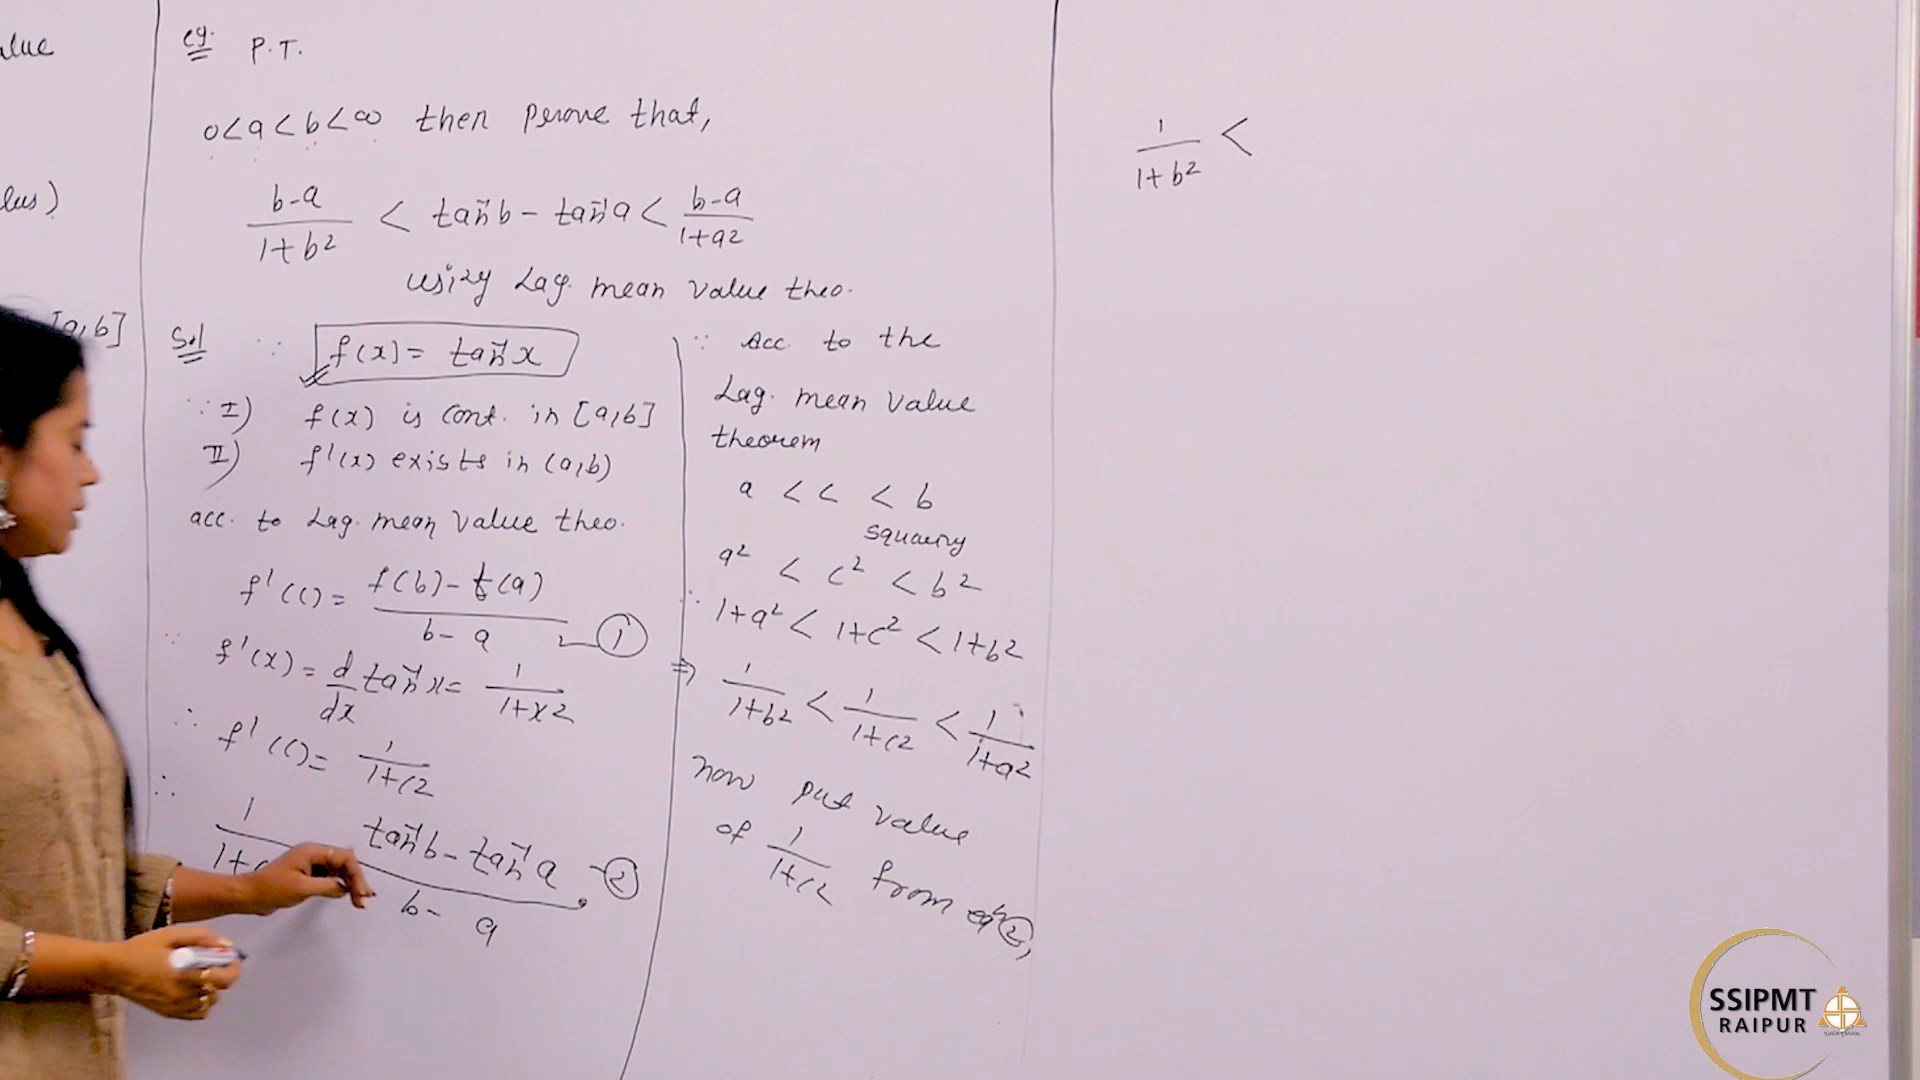 alue
lus)
[a,b]
eg. P.T.
0<a<b<∞ then perove that,
b-a / 1+b² < tan⁻¹b - tan⁻¹a < b-a / 1+a²
using Lag. mean value theo.
Sol ∵ f(x) = tan⁻¹x
∵ I) f(x) is cont. in [a,b]
II) f'(x) exists in (a,b)
acc. to Lag. mean value theo.
f'(c) = f(b)-f(a) / b-a — ①
∵ f'(x) = d/dx tan⁻¹x = 1 / 1+x²
∴ f'(c) = 1 / 1+c²
∴ 1 / 1+ tan⁻¹b - tan⁻¹a / b-a - ②
∵ Acc. to the
Lag. mean value
theorem
a < c < b
squaring
a² < c² < b²
∴ 1+a² < 1+c² < 1+b²
⇒ 1 / 1+b² < 1 / 1+c² < 1 / 1+a²
now put value
of 1 / 1+c² from eqn ②,
1 / 1+b² <
SSIPMT
RAIPUR